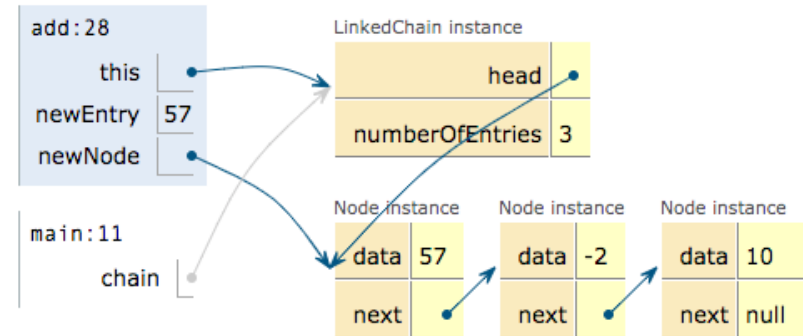 add:28
this
newEntry 57
newNode
main:11
chain
LinkedChain instance
head
numberOfEntries 3
Node instance
data 57
next
Node instance
data -2
next
Node instance
data 10
next null